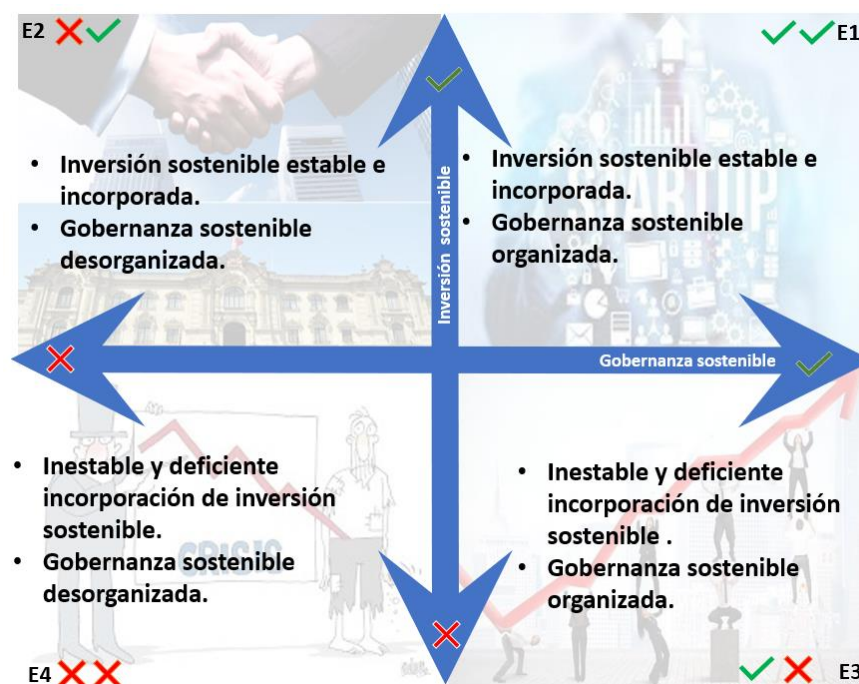 E2
E1
• Inversión sostenible estable e
incorporada.
• Gobernanza sostenible
desorganizada.
Inversión sostenible
• Inversión sostenible estable e
incorporada.
• Gobernanza sostenible
organizada.
STARTUP
Gobernanza sostenible
• Inestable y deficiente
incorporación de inversión
sostenible.
• Gobernanza sostenible
desorganizada.
CRISIS
• Inestable y deficiente
incorporación de inversión
sostenible .
• Gobernanza sostenible
organizada.
E4
E3